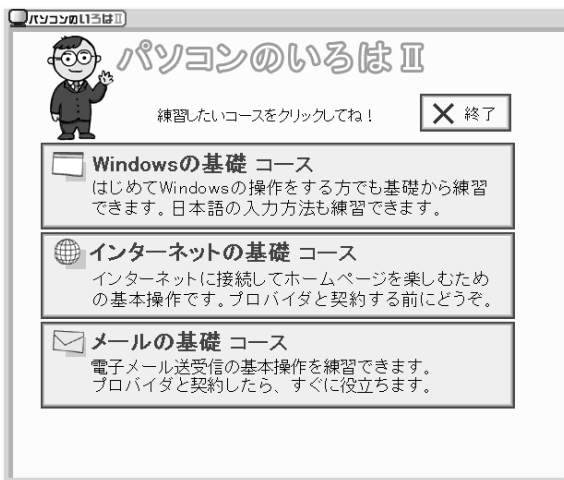 パソコンのいろはⅡ
パソコンのいろはⅡ
練習したいコースをクリックしてね！
終了
Windowsの基礎 コース
はじめてWindowsの操作をする方でも基礎から練習
できます。日本語の入力方法も練習できます。
インターネットの基礎 コース
インターネットに接続してホームページを楽しむため
の基本操作です。プロバイダと契約する前にどうぞ。
メールの基礎 コース
電子メール送受信の基本操作を練習できます。
プロバイダと契約したら、すぐに役立ちます。